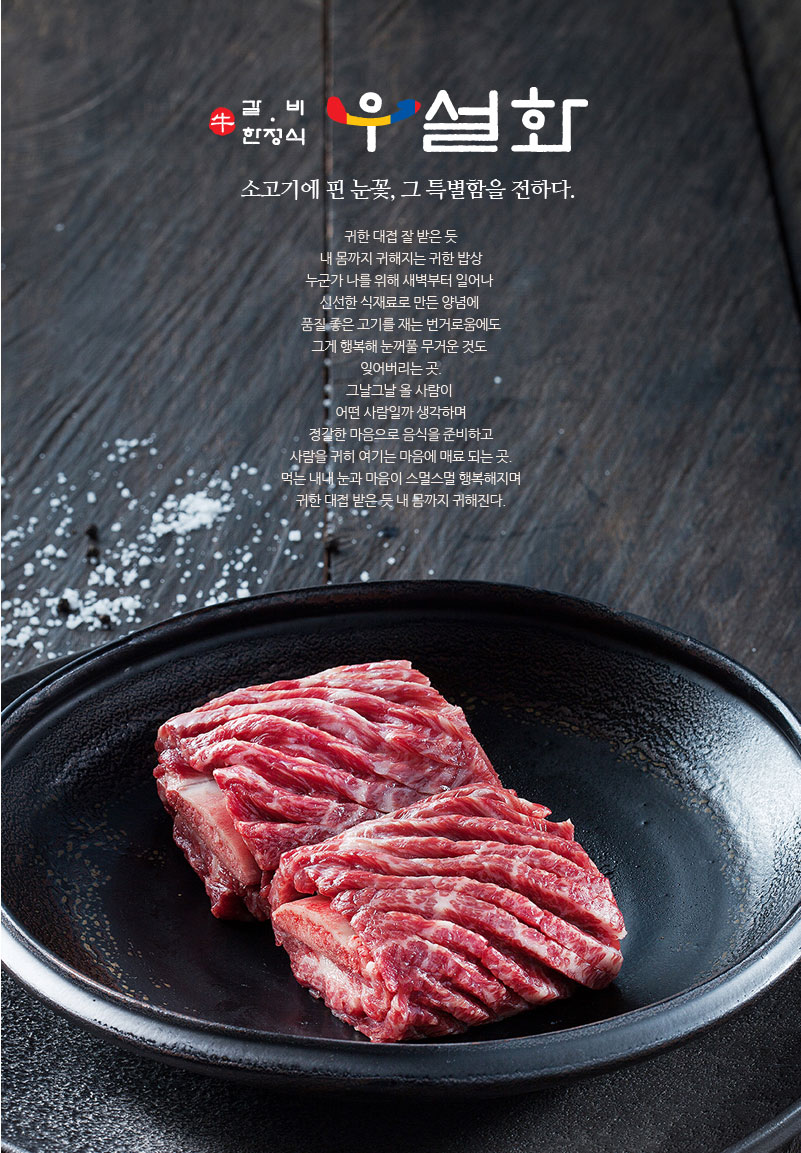 牛 갈.비 한정식 우설화
소고기에 핀 눈꽃, 그 특별함을 전하다.
귀한 대접 잘 받은 듯
내 몸까지 귀해지는 귀한 밥상
누군가 나를 위해 새벽부터 일어나
신선한 식재료로 만든 양념에
품질 좋은 고기를 재는 번거로움에도
그게 행복해 눈꺼풀 무거운 것도
잊어버리는 곳.
그날그날 올 사람이
어떤 사람일까 생각하며
정갈한 마음으로 음식을 준비하고
사람을 귀히 여기는 마음에 매료 되는 곳.
먹는 내내 눈과 마음이 스멀스멀 행복해지며
귀한 대접 받은 듯 내 몸까지 귀해진다.